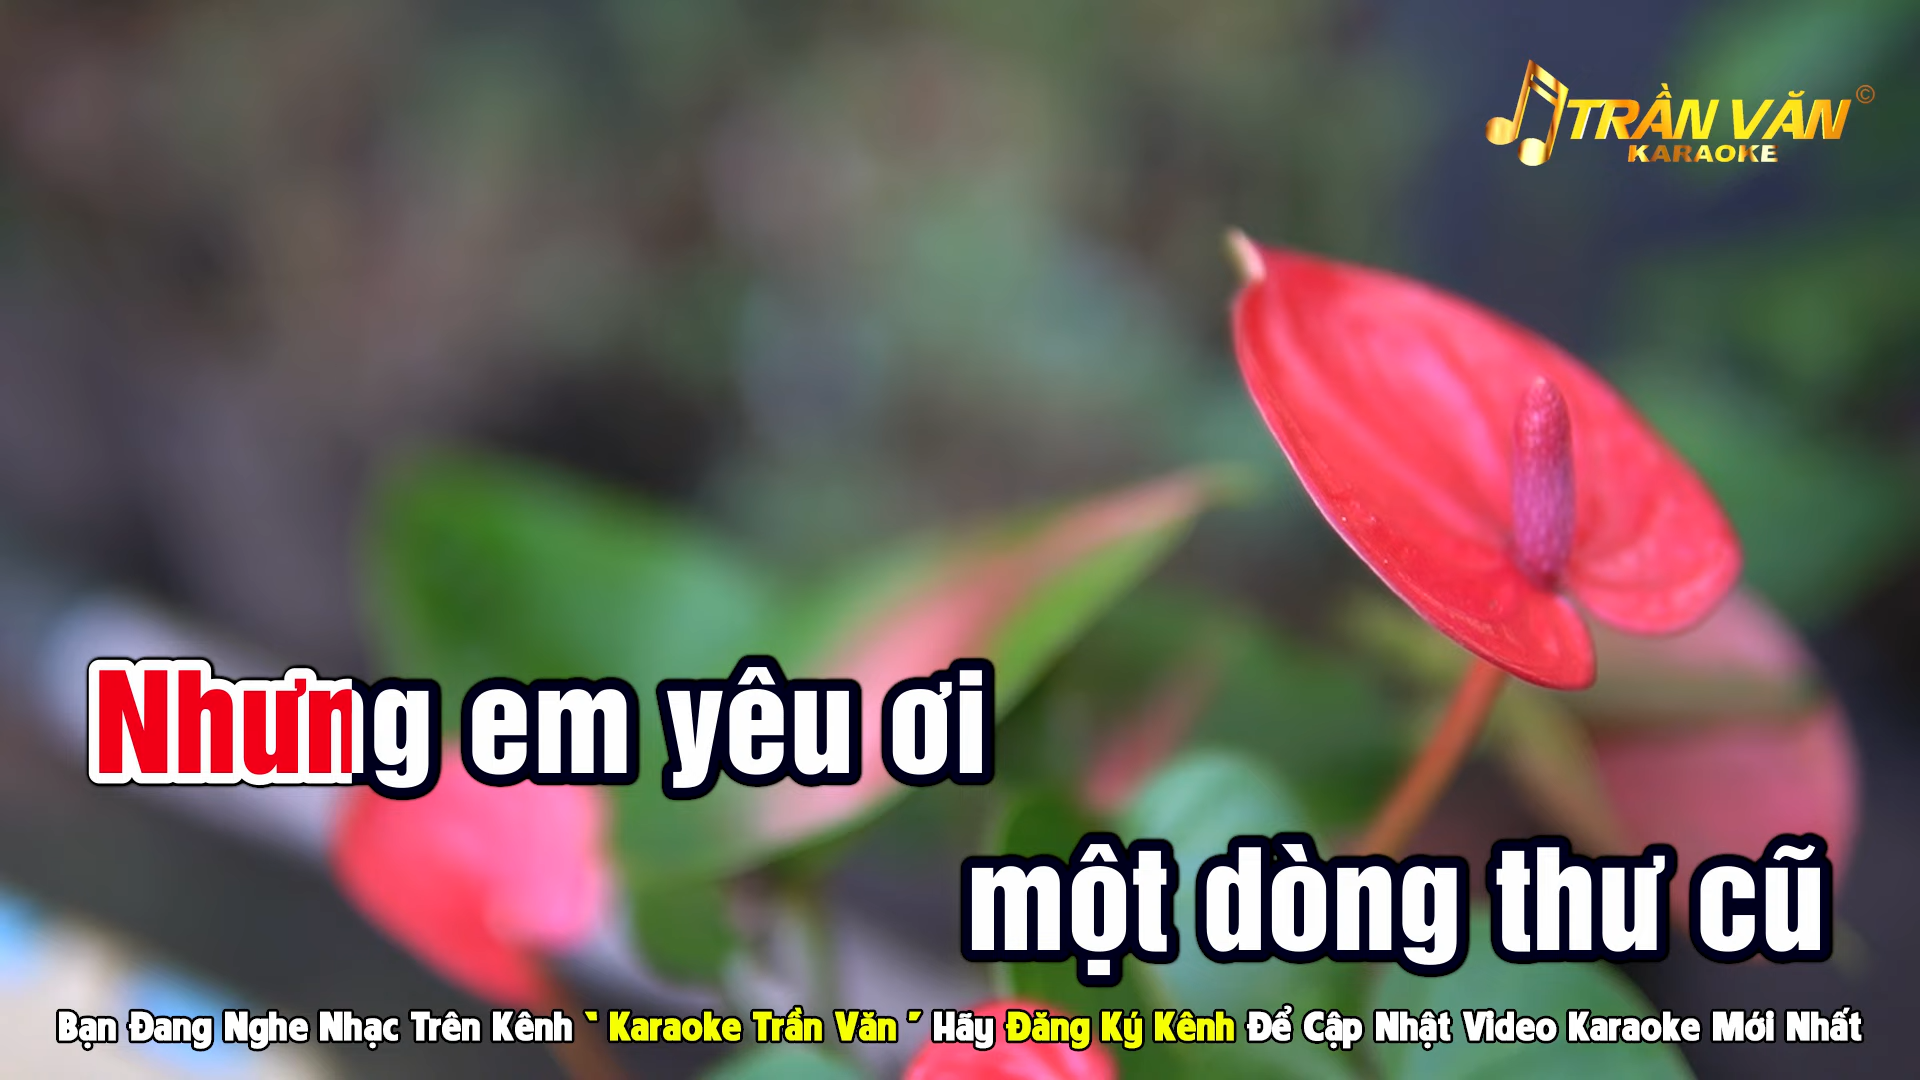 TRẦN VĂN ©
KARAOKE
Nhưng em yêu ơi
một dòng thư cũ
Bạn Đang Nghe Nhạc Trên Kênh ` Karaoke Trần Văn ´ Hãy Đăng Ký Kênh Để Cập Nhật Video Karaoke Mới Nhất